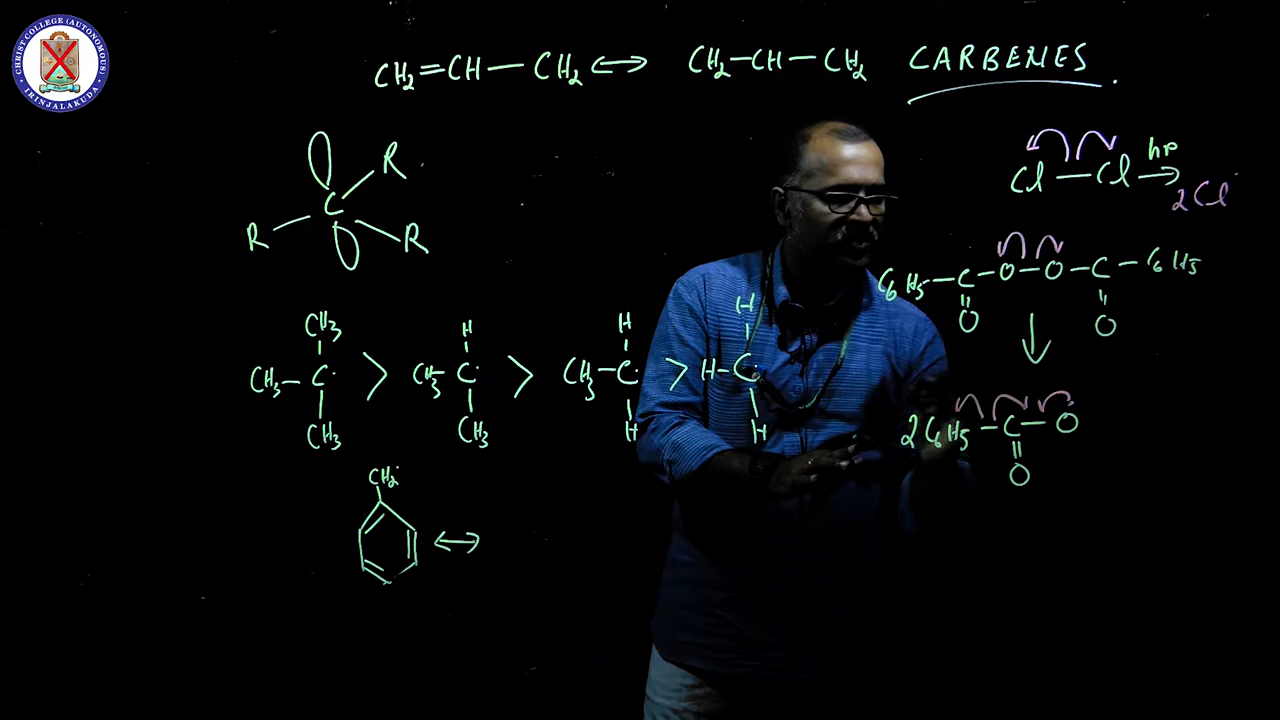 CHRIST COLLEGE (AUTONOMOUS)
IRINJALAKUDA
CH2=CH—CH2 ↔ CH2—CH—CH2 CARBENES
Cl—Cl hν→ 2Cl·
R
C
R R
C6H5—C—O—O—C—C6H5
O O
↓
CH3 H H H
CH3—C· > CH3—C· > CH3—C· > H—C·
CH3 CH3 H H
2C6H5—C—O
O
CH2·
↔